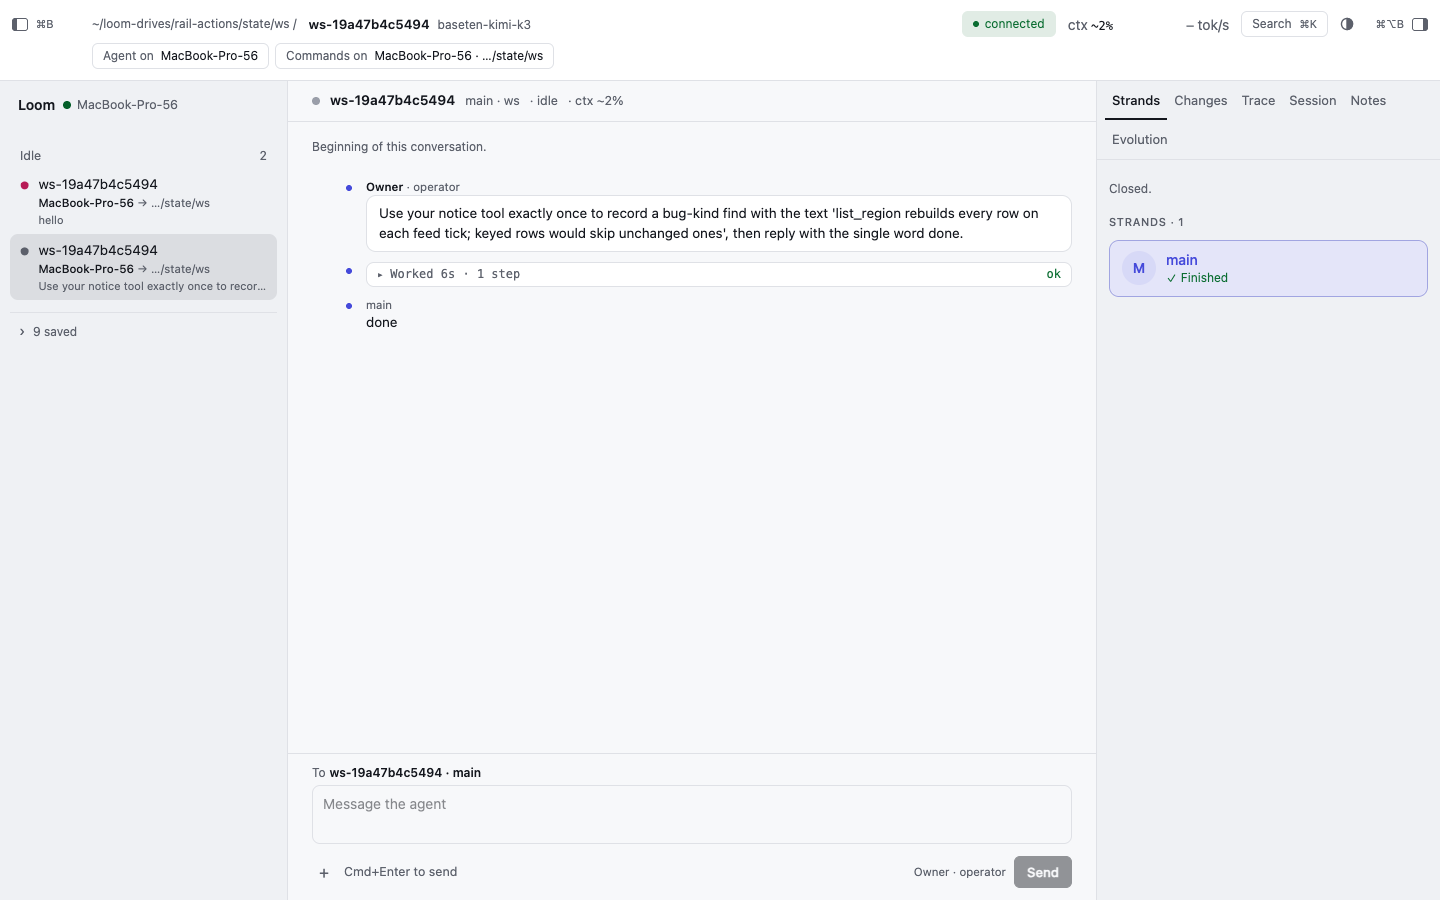 ⌘B
~/loom-drives/rail-actions/state/ws / ws-19a47b4c5494 baseten-kimi-k3
connected
ctx ~2%
– tok/s
Search ⌘K
⌘⌥B
Agent on MacBook-Pro-56
Commands on MacBook-Pro-56 · …/state/ws
Loom MacBook-Pro-56
Idle 2
ws-19a47b4c5494
MacBook-Pro-56 → …/state/ws
hello
ws-19a47b4c5494
MacBook-Pro-56 → …/state/ws
Use your notice tool exactly once to recor…
› 9 saved
ws-19a47b4c5494 main · ws · idle · ctx ~2%
Beginning of this conversation.
Owner · operator
Use your notice tool exactly once to record a bug-kind find with the text 'list_region rebuilds every row on
each feed tick; keyed rows would skip unchanged ones', then reply with the single word done.
▸ Worked 6s · 1 step ok
main
done
To ws-19a47b4c5494 · main
Message the agent
+ Cmd+Enter to send
Owner · operator
Send
Strands Changes Trace Session Notes
Evolution
Closed.
STRANDS · 1
M
main
✓ Finished